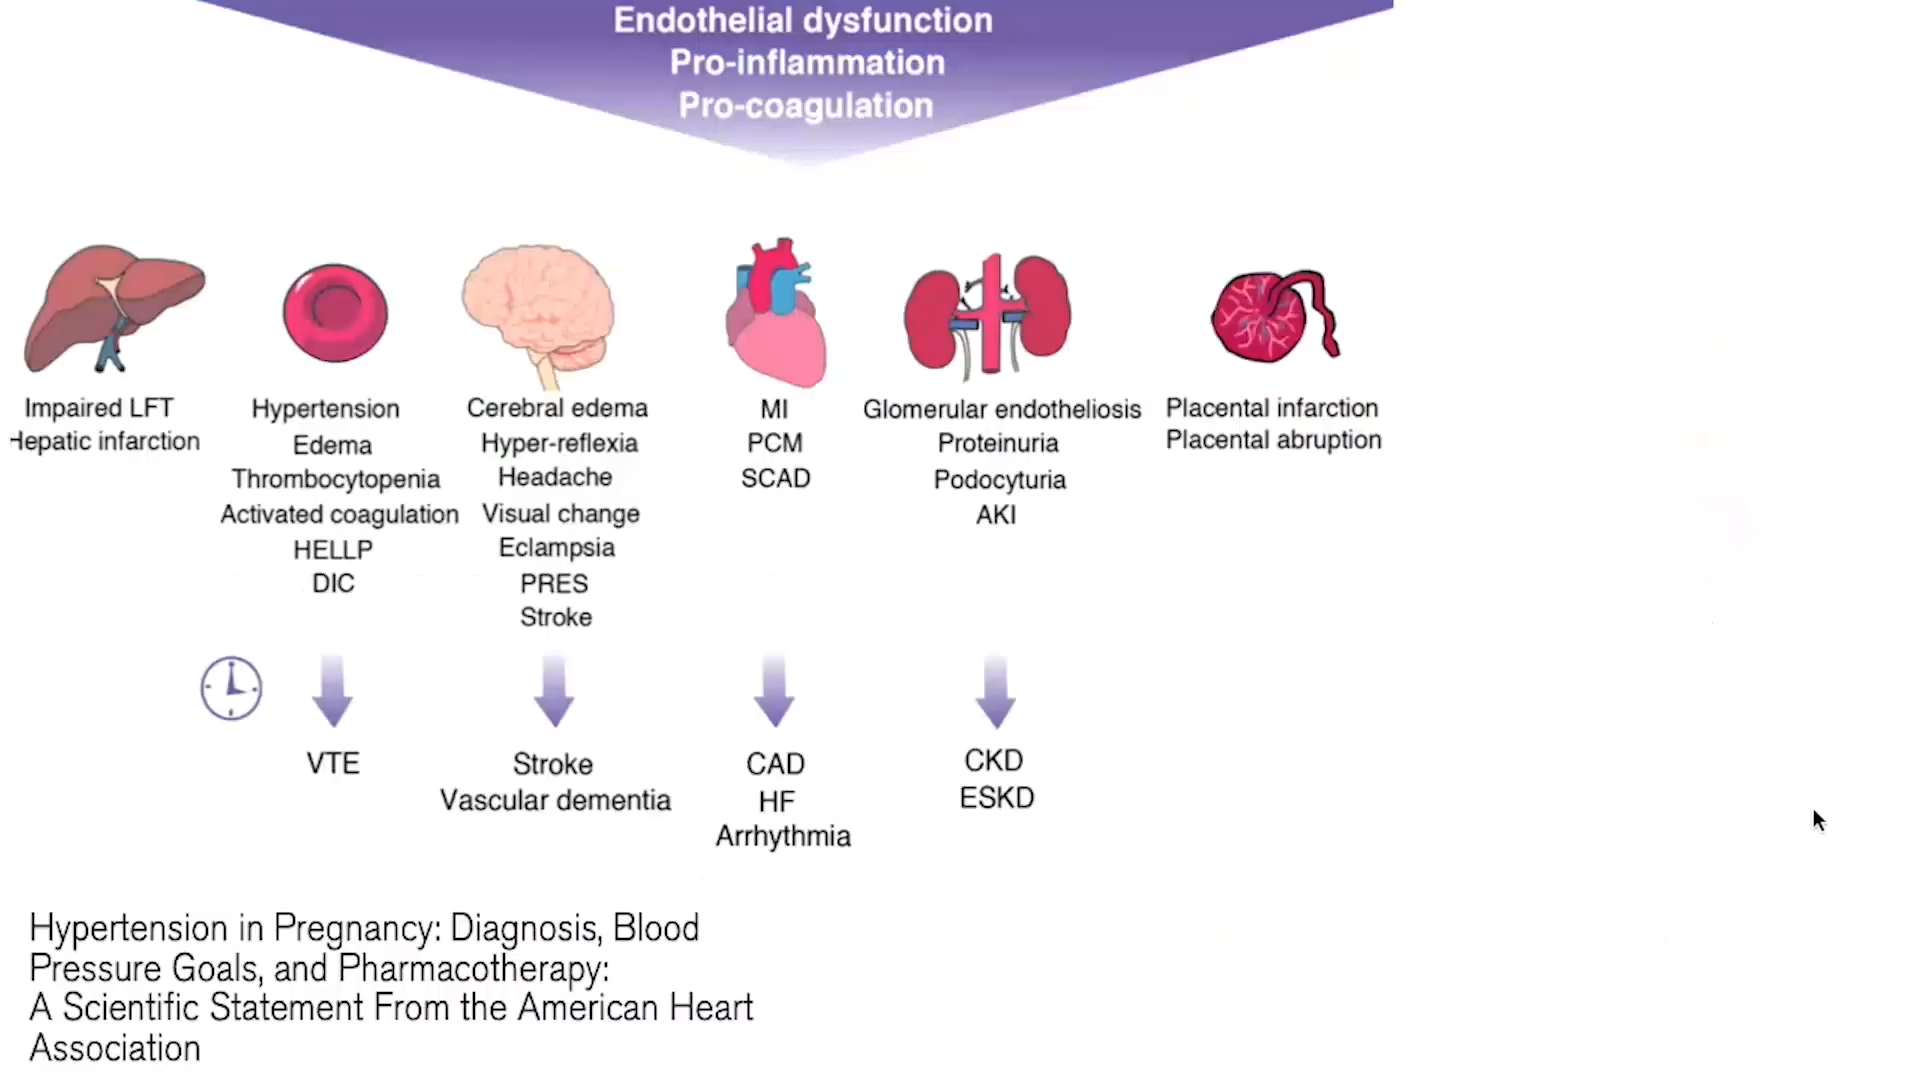 Endothelial dysfunction
Pro-inflammation
Pro-coagulation
Impaired LFT
Hepatic infarction
Hypertension
Edema
Thrombocytopenia
Activated coagulation
HELLP
DIC
Cerebral edema
Hyper-reflexia
Headache
Visual change
Eclampsia
PRES
Stroke
MI
PCM
SCAD
Glomerular endotheliosis
Proteinuria
Podocyturia
AKI
Placental infarction
Placental abruption
VTE
Stroke
Vascular dementia
CAD
HF
Arrhythmia
CKD
ESKD
Hypertension in Pregnancy: Diagnosis, Blood
Pressure Goals, and Pharmacotherapy:
A Scientific Statement From the American Heart
Association